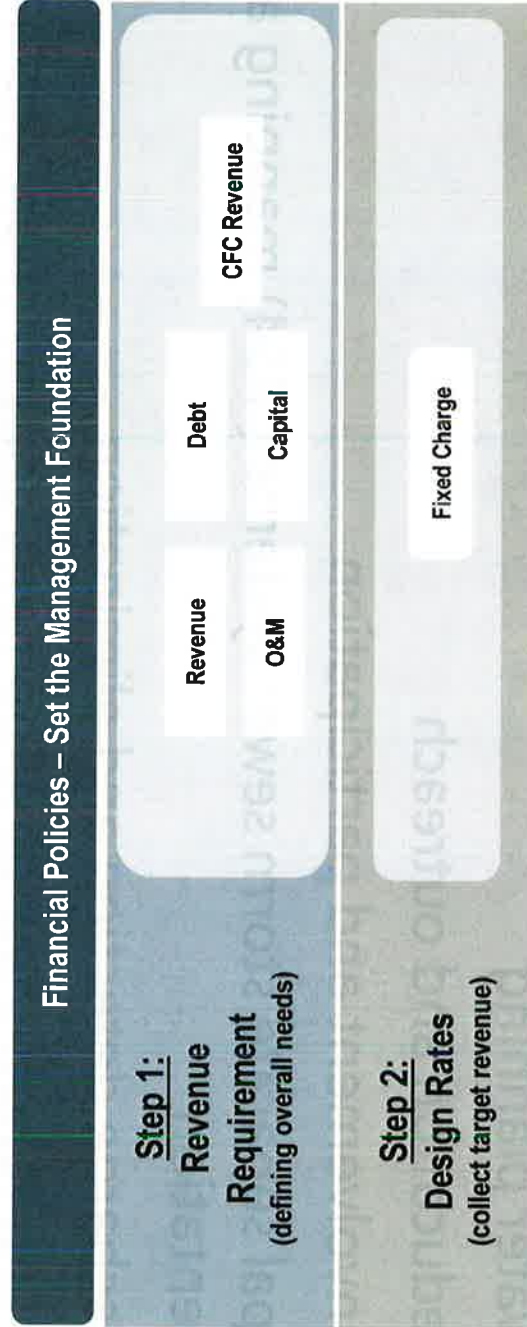 Financial Policies – Set the Management Foundation
Step 1:
Revenue
Requirement
(defining overall needs)
Revenue
Debt
O&M
Capital
CFC Revenue
Step 2:
Design Rates
(collect target revenue)
Fixed Charge